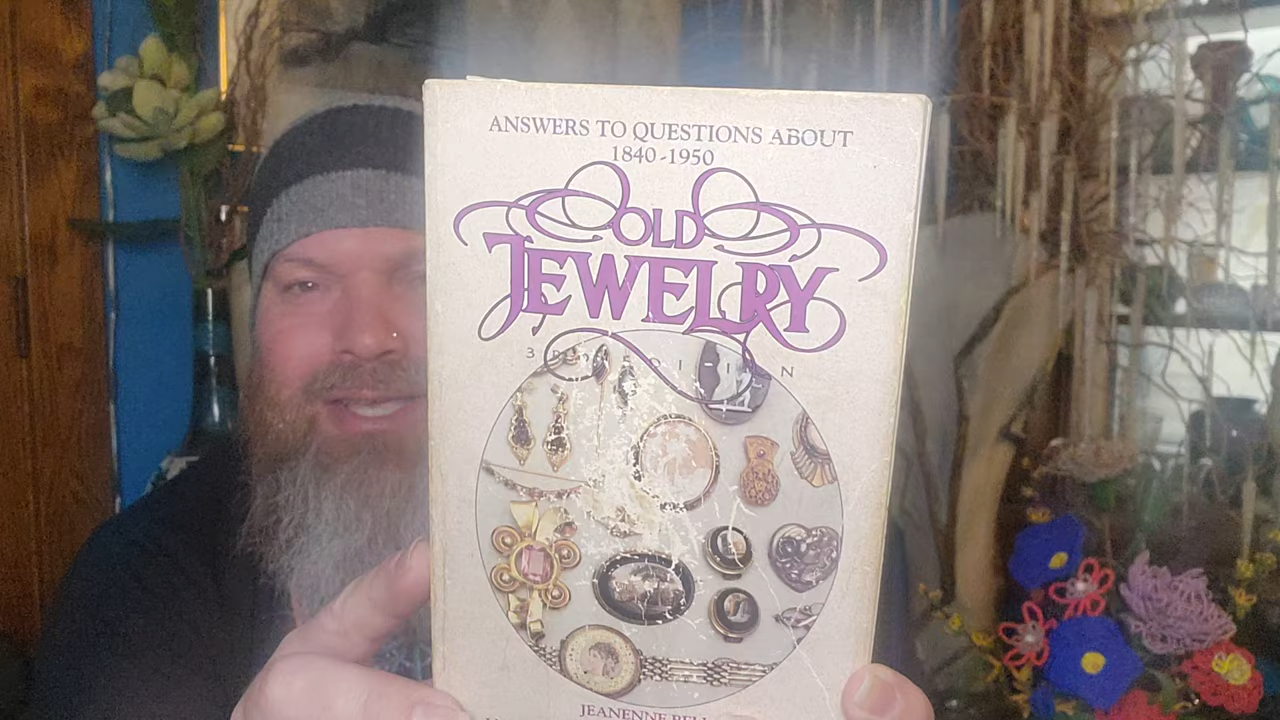 ANSWERS TO QUESTIONS ABOUT
1840-1950
OLD
JEWELRY
JEANENNE